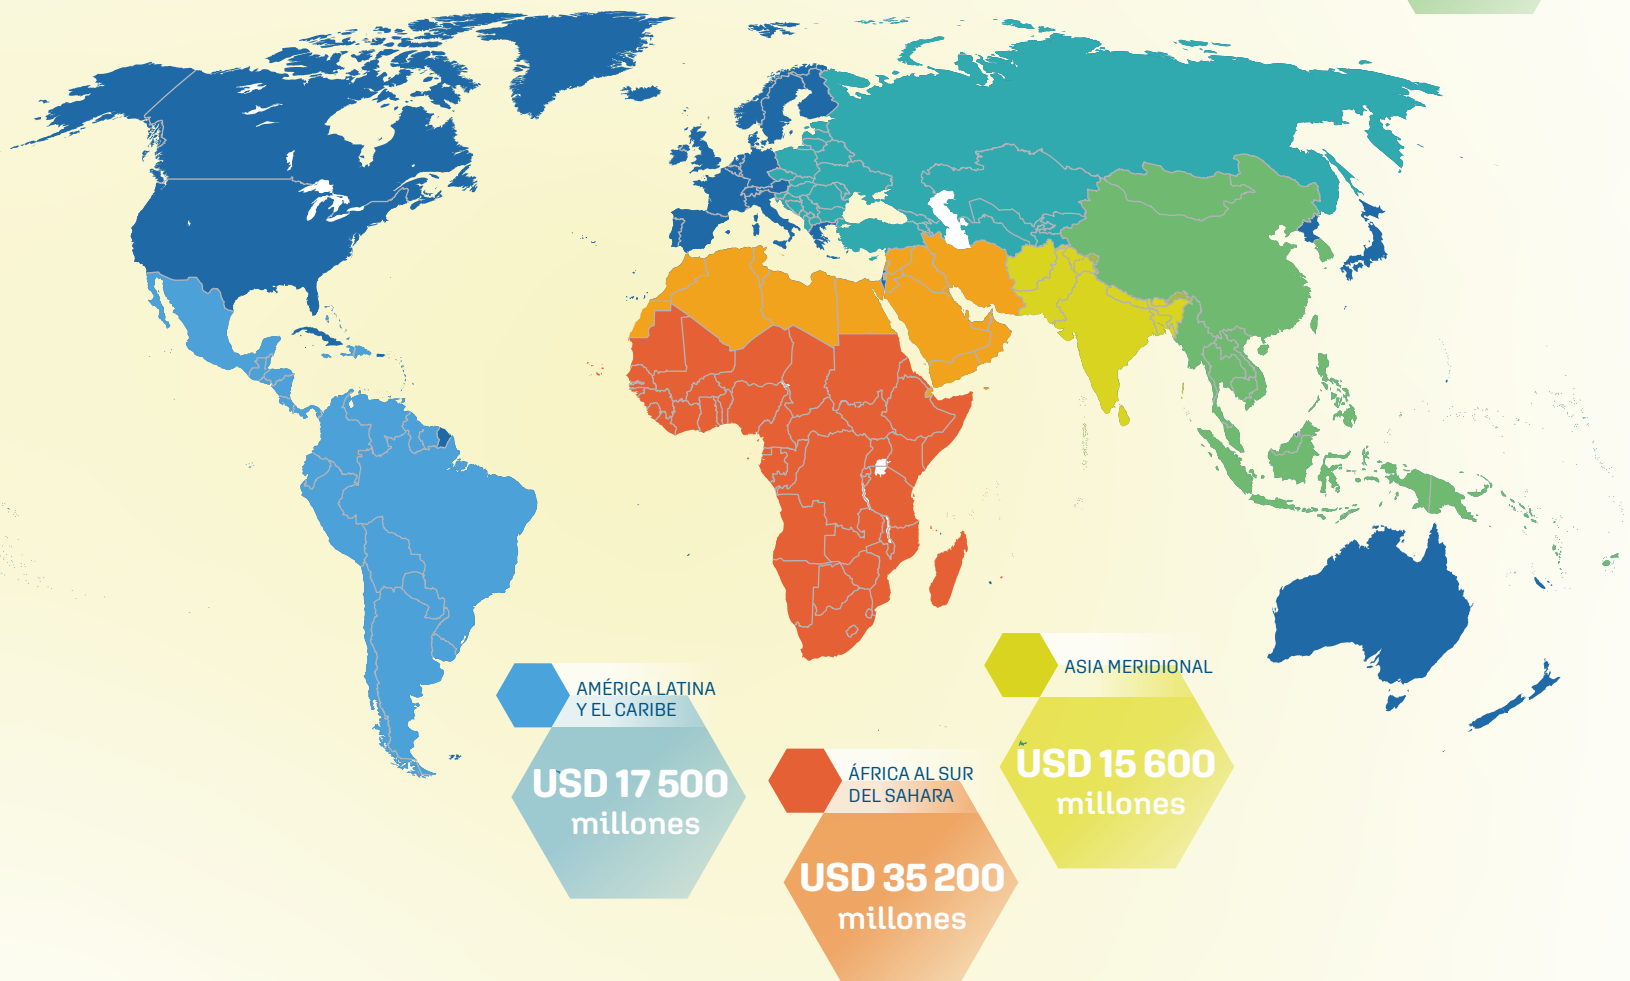 AMÉRICA LATINA
Y EL CARIBE
USD 17 500
millones
ÁFRICA AL SUR
DEL SAHARA
USD 35 200
millones
ASIA MERIDIONAL
USD 15 600
millones